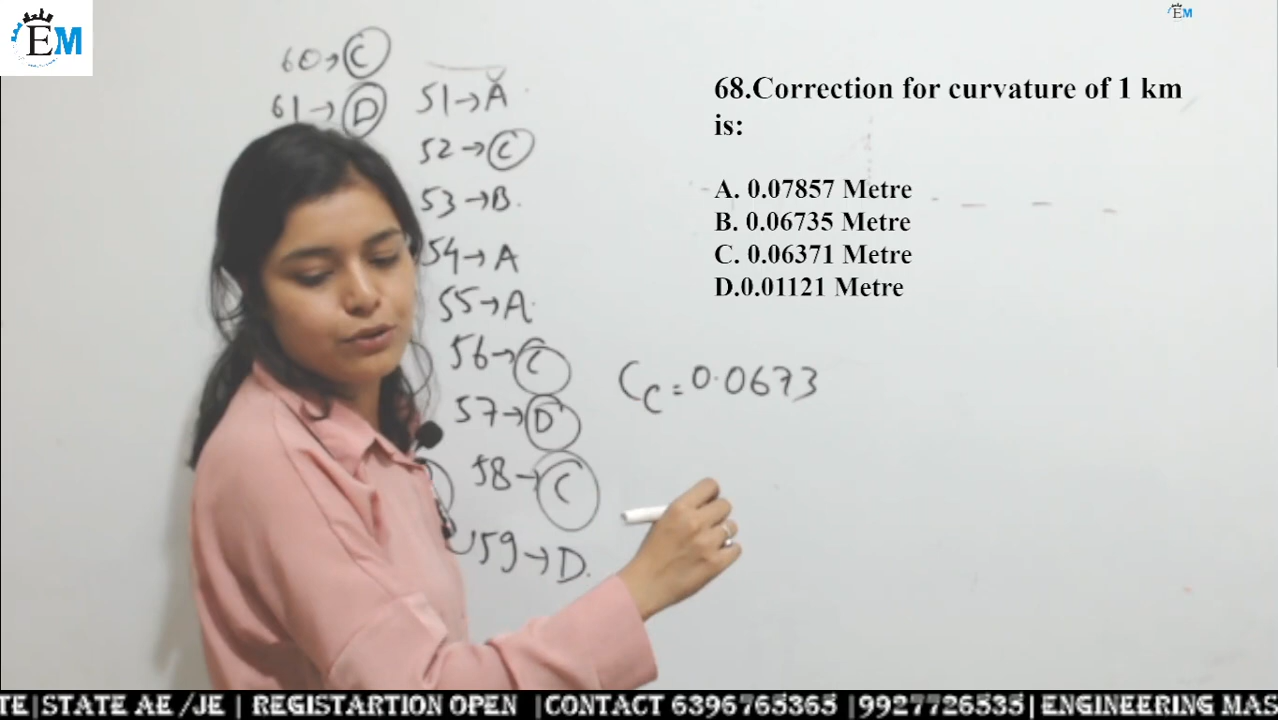 EM
EM
60→C
61→D
51→A
52→C
53→B.
54→A
55→A.
56→C
57→D
58→C
59→D.
68.Correction for curvature of 1 km
is:
A. 0.07857 Metre
B. 0.06735 Metre
C. 0.06371 Metre
D.0.01121 Metre
Cc=0.0673
TE|STATE AE /JE | REGISTARTION OPEN |CONTACT 6396765365 |9927726535| ENGINEERING MAS